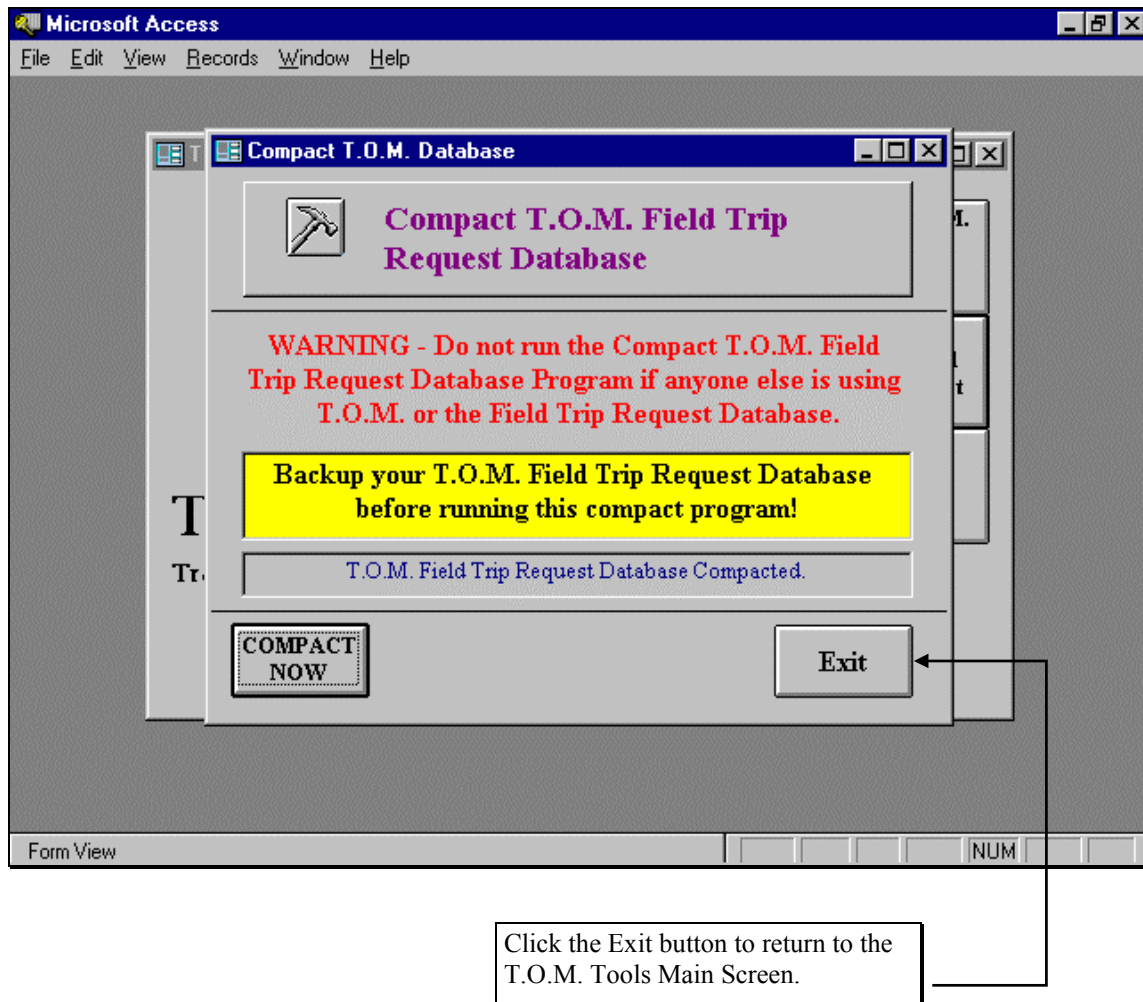 Microsoft Access
File Edit View Records Window Help
T
Compact T.O.M. Database
Compact T.O.M. Field Trip
Request Database
WARNING - Do not run the Compact T.O.M. Field
Trip Request Database Program if anyone else is using
T.O.M. or the Field Trip Request Database.
Backup your T.O.M. Field Trip Request Database
before running this compact program!
T
T.O.M. Field Trip Request Database Compacted.
COMPACT
NOW
Exit
Form View
NUM
Click the Exit button to return to the
T.O.M. Tools Main Screen.